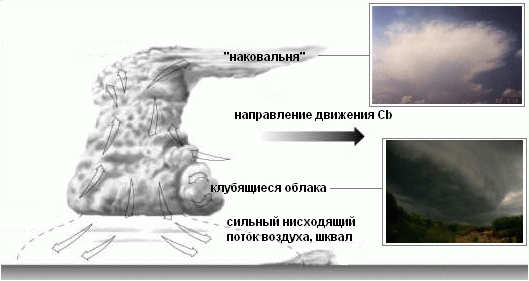 "наковальня"
направление движения Cb
клубящиеся облака
сильный нисходящий
поток воздуха, шквал